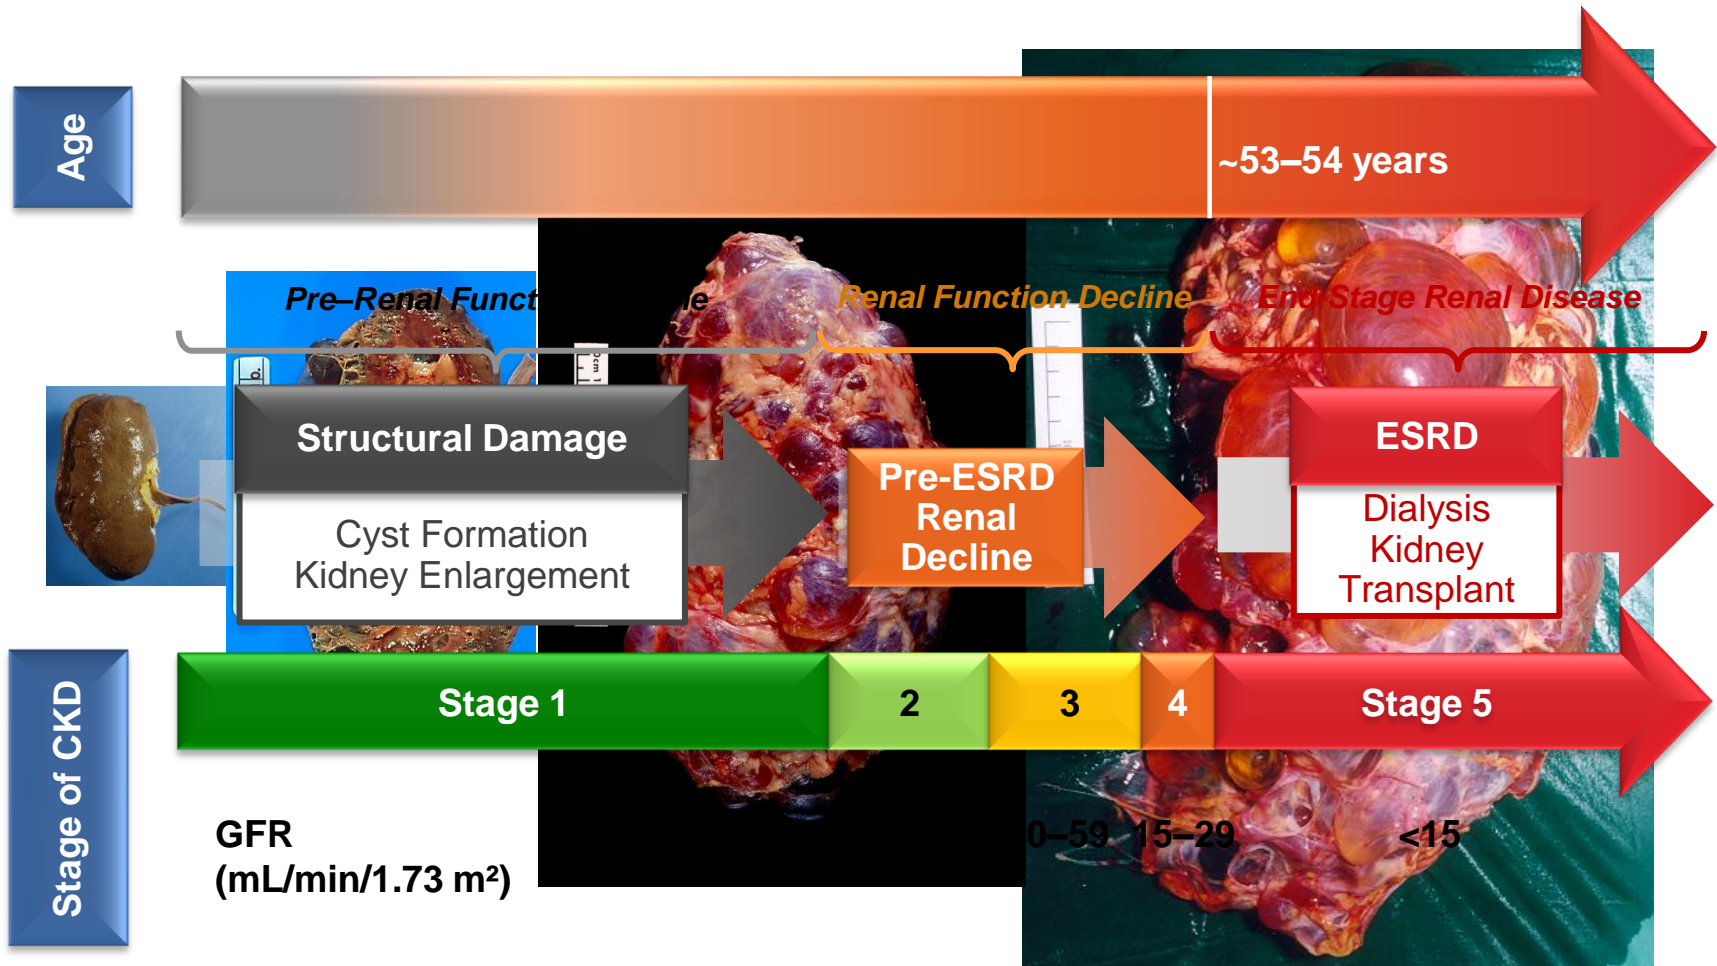 Age
~53–54 years
Pre–Renal Funct
Renal Function Decline
End-Stage Renal Disease
Structural Damage
Cyst Formation
Kidney Enlargement
Pre-ESRD
Renal
Decline
ESRD
Dialysis
Kidney
Transplant
Stage of CKD
Stage 1
2
3
4
Stage 5
GFR
(mL/min/1.73 m²)
0–59
15–29
<15